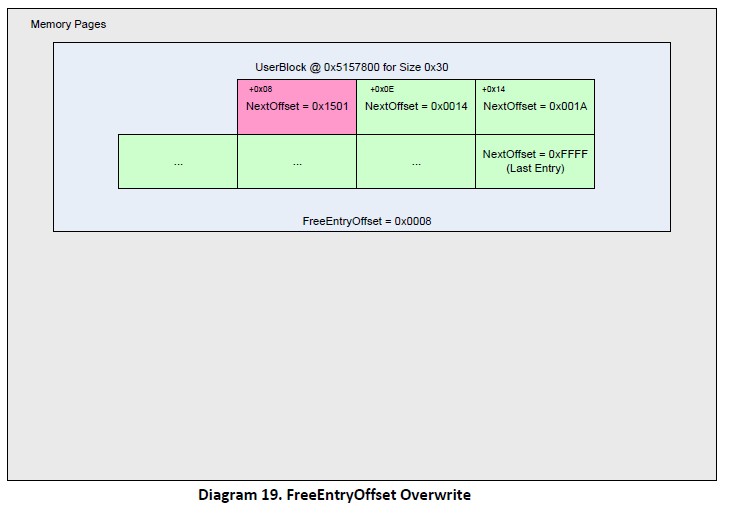 Memory Pages
UserBlock @ 0x5157800 for Size 0x30
+0x08
NextOffset = 0x1501
+0x0E
NextOffset = 0x0014
+0x14
NextOffset = 0x001A
...
...
...
NextOffset = 0xFFFF
(Last Entry)
FreeEntryOffset = 0x0008
Diagram 19. FreeEntryOffset Overwrite